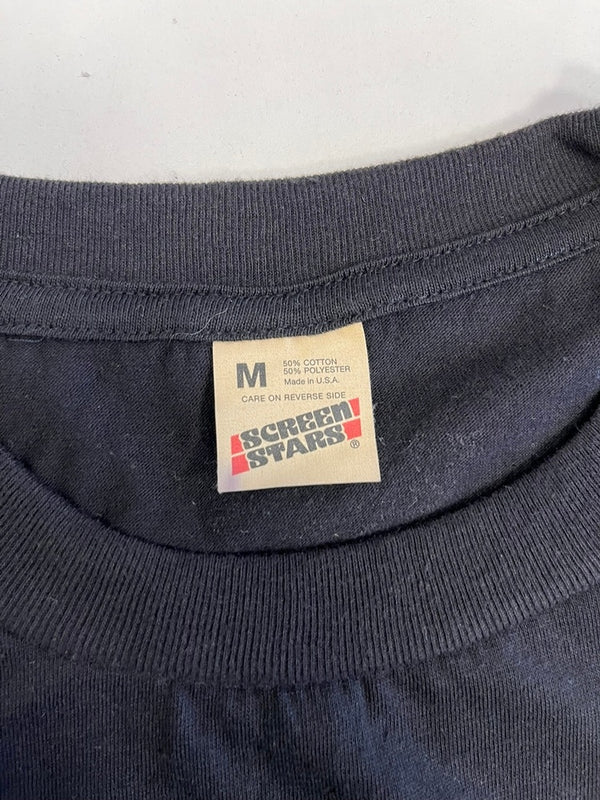 M
50% COTTON
50% POLYESTER
Made in U.S.A.
CARE ON REVERSE SIDE
SCREEN
STARS ®